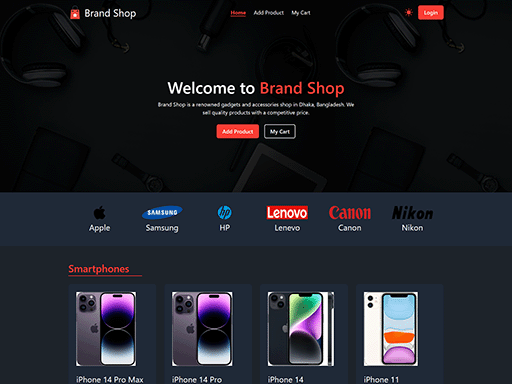 Brand Shop
Home Add Product My Cart Login
Welcome to Brand Shop
Brand Shop is a renowned gadgets and accessories shop in Dhaka, Bangladesh. We
sell quality products with a competitive price.
Add Product My Cart
SAMSUNG hp Lenovo Canon Nikon
Apple Samsung HP Lenevo Canon Nikon
Smartphones
iPhone 14 Pro Max iPhone 14 Pro iPhone 14 iPhone 11